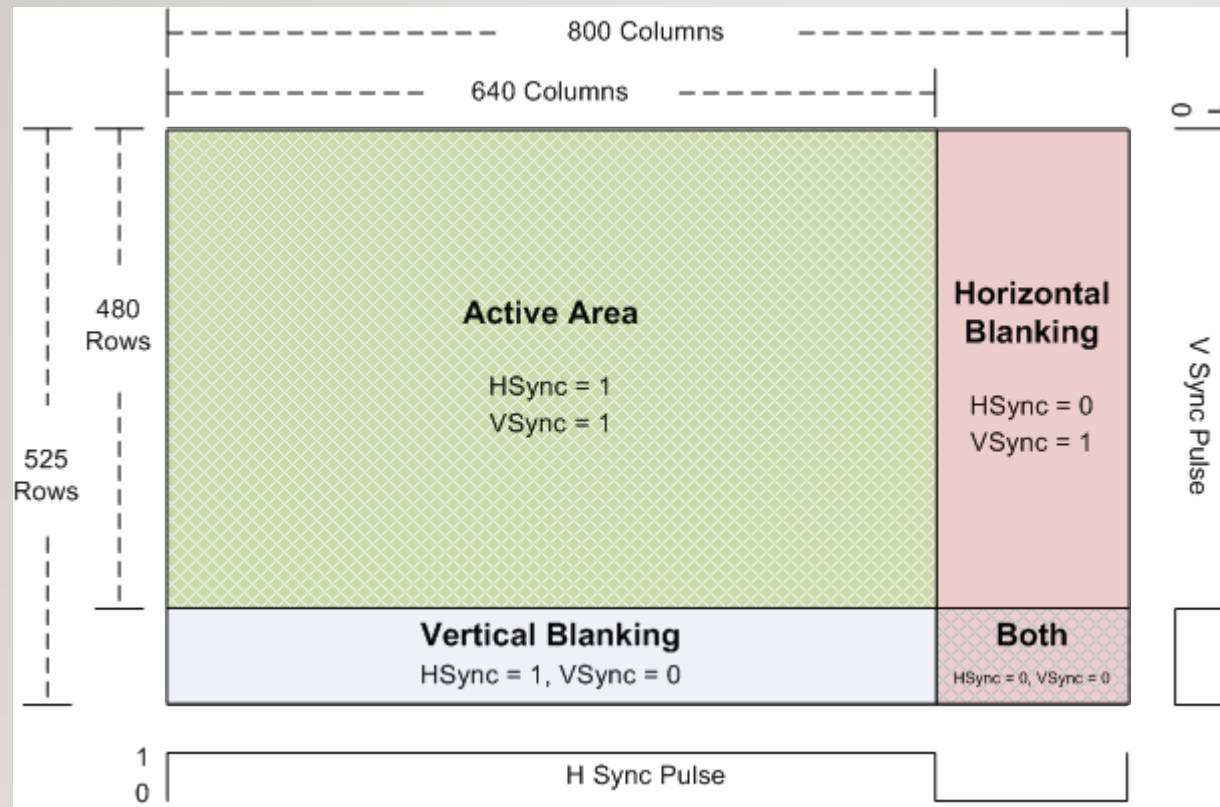 800 Columns
640 Columns
0 1
480
Rows
525
Rows
Active Area
HSync = 1
VSync = 1
Horizontal
Blanking
HSync = 0
VSync = 1
V Sync Pulse
Vertical Blanking
HSync = 1, VSync = 0
Both
HSync = 0, VSync = 0
1
0
H Sync Pulse